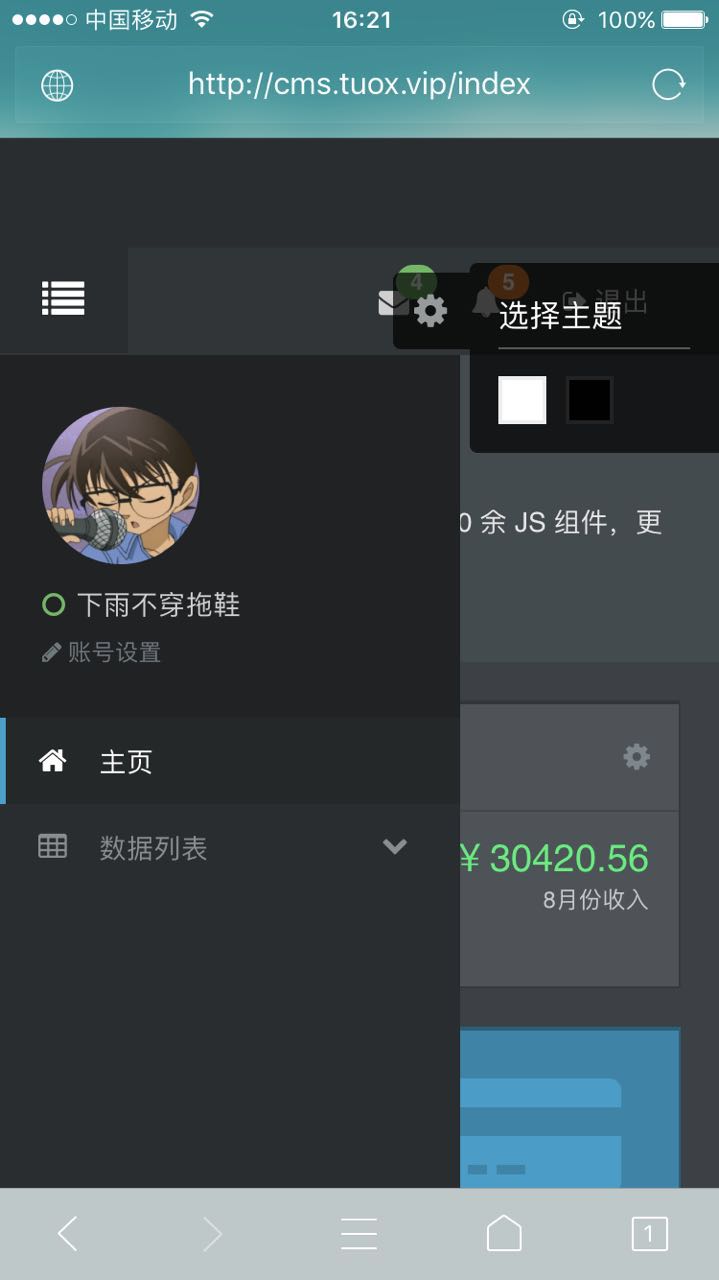 中国移动 16:21 100%
http://cms.tuox.vip/index
4 5 退出
选择主题
0 余 JS 组件，更
下雨不穿拖鞋
账号设置
主页
数据列表
¥ 30420.56
8月份收入
1